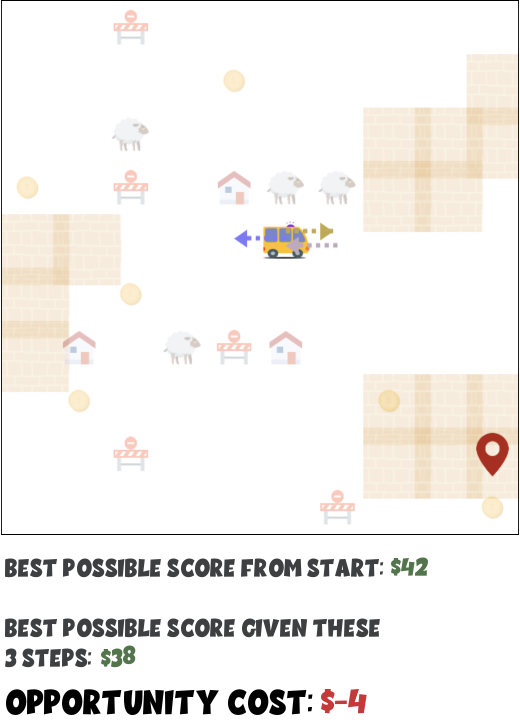 BEST POSSIBLE SCORE FROM START: $42
BEST POSSIBLE SCORE GIVEN THESE
3 STEPS: $38
OPPORTUNITY COST: $-4